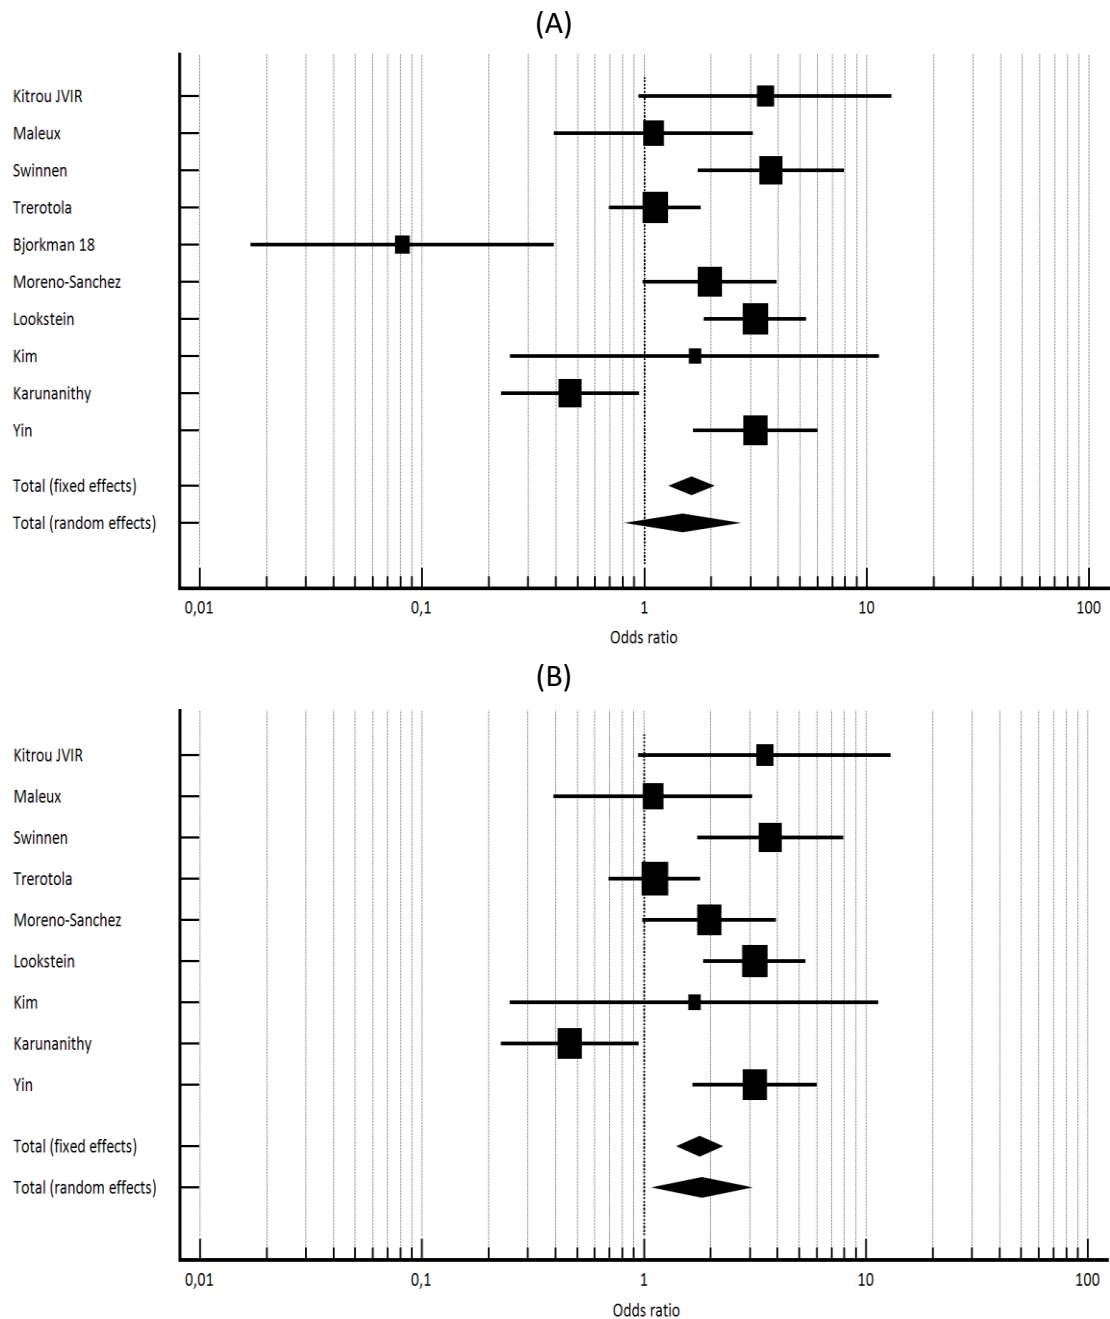 (A)
Kitrou JVIR
Maleux
Swinnen
Trerotola
Bjorkman 18
Moreno-Sanchez
Lookstein
Kim
Karunanithy
Yin
Total (fixed effects)
Total (random effects)
0,01 0,1 1 10 100
Odds ratio
(B)
Kitrou JVIR
Maleux
Swinnen
Trerotola
Moreno-Sanchez
Lookstein
Kim
Karunanithy
Yin
Total (fixed effects)
Total (random effects)
0,01 0,1 1 10 100
Odds ratio